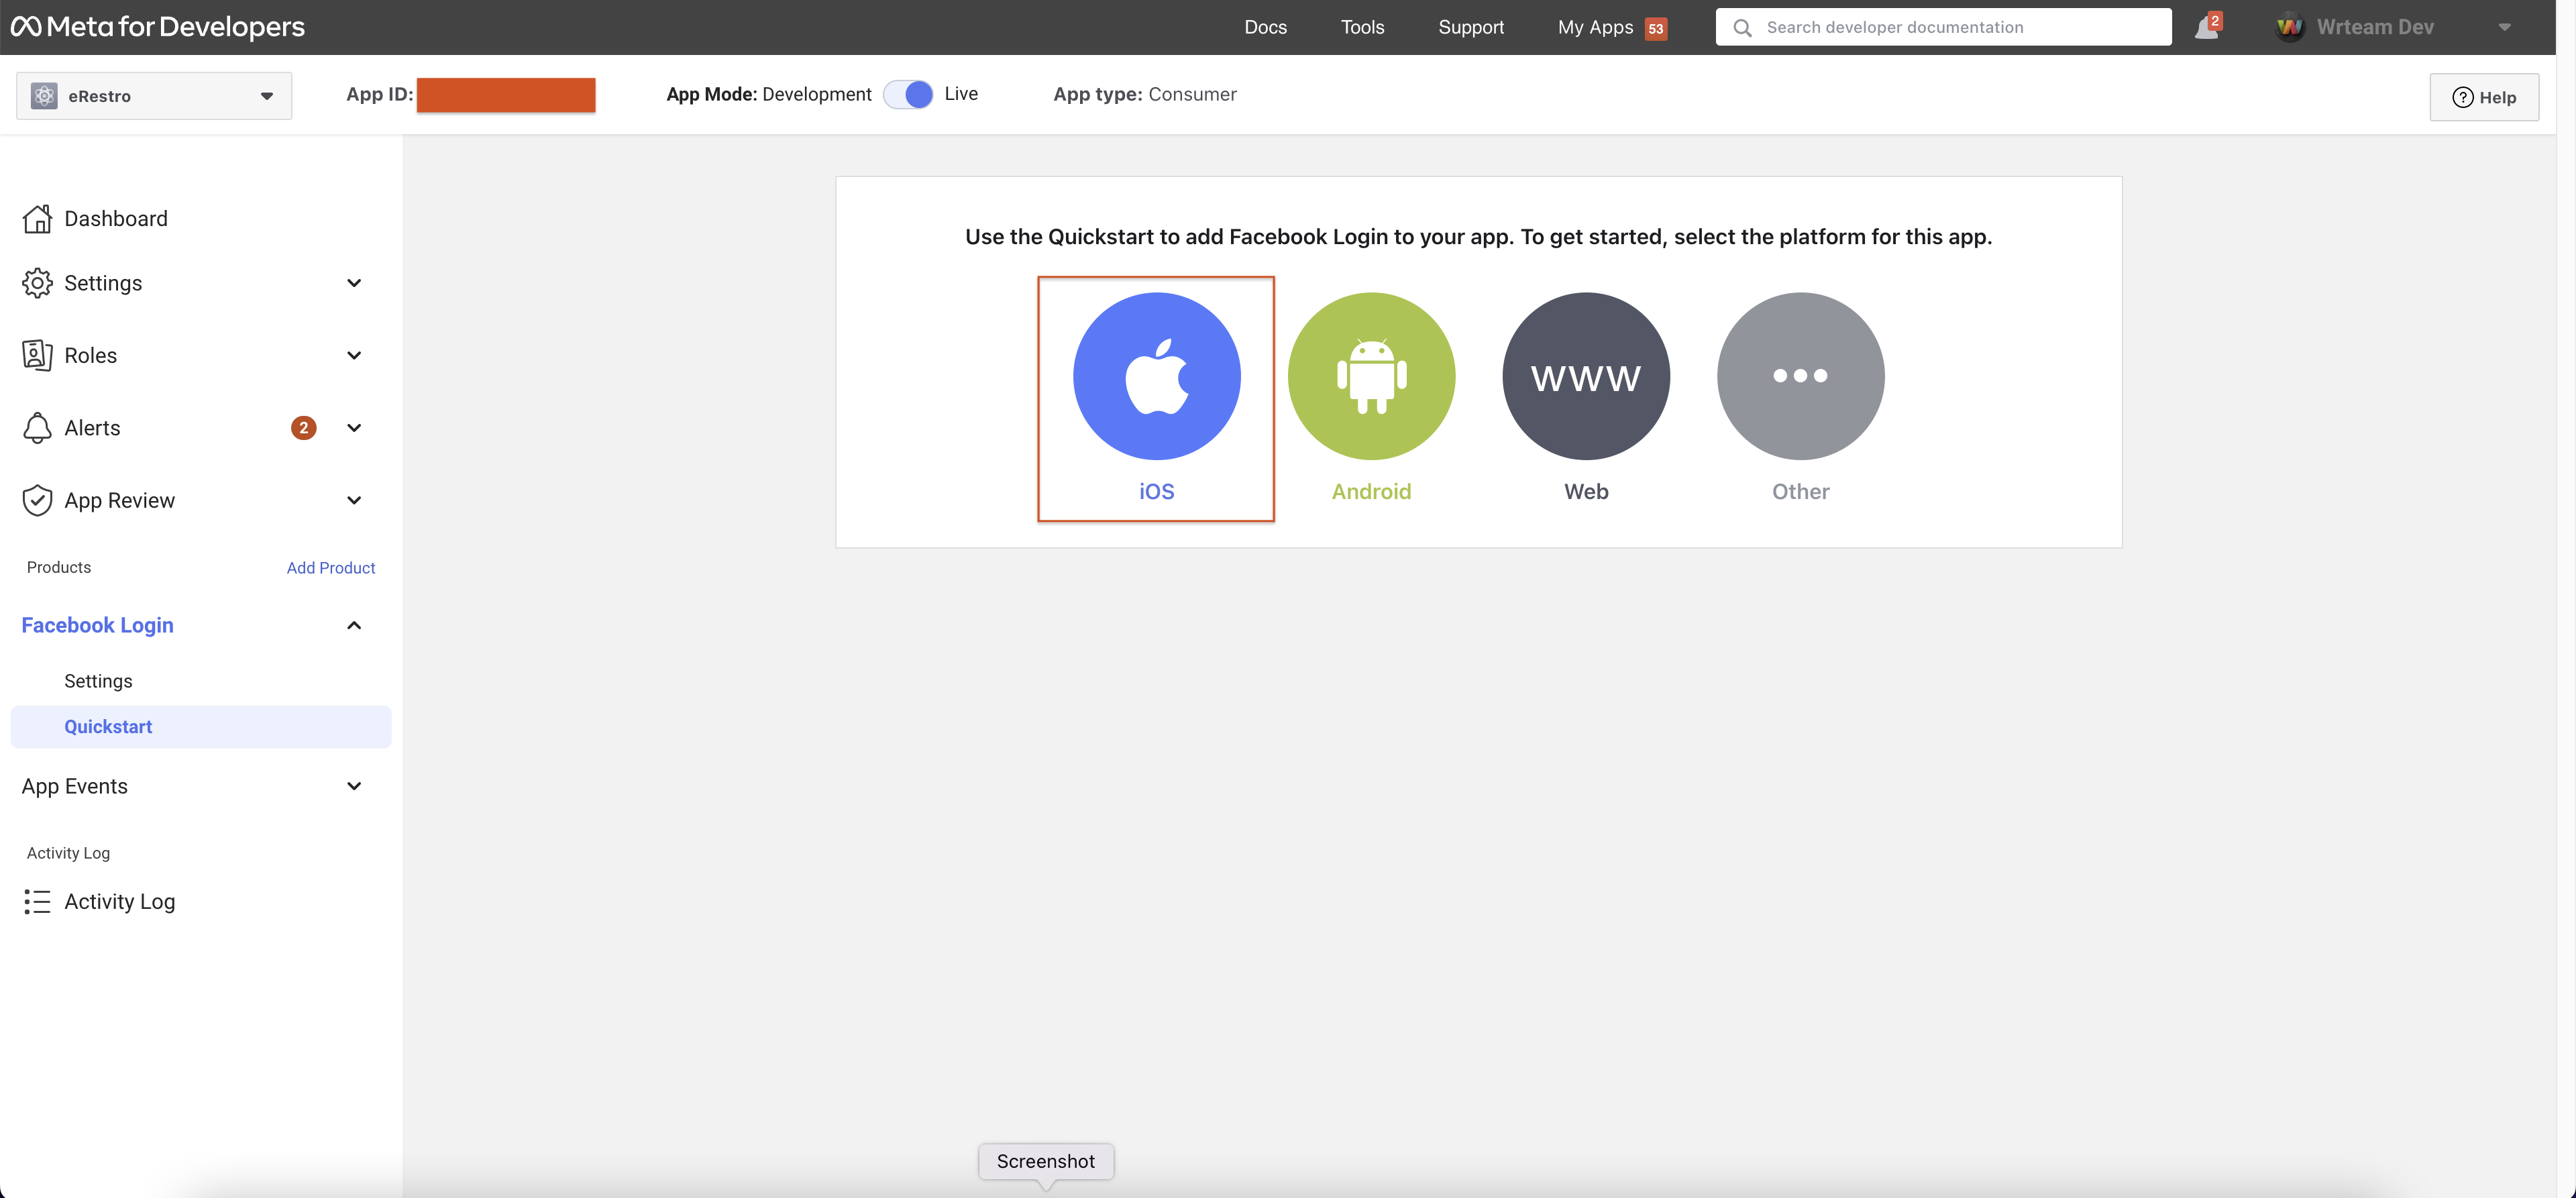 Meta for Developers
Docs
Tools
Support
My Apps 53
Search developer documentation
2
Wrteam Dev
eRestro
App ID:
App Mode: Development
Live
App type: Consumer
? Help
Dashboard
Settings
Roles
Alerts
2
App Review
Products
Add Product
Facebook Login
Settings
Quickstart
App Events
Activity Log
Activity Log
Use the Quickstart to add Facebook Login to your app. To get started, select the platform for this app.
www
iOS
Android
Web
Other
Screenshot